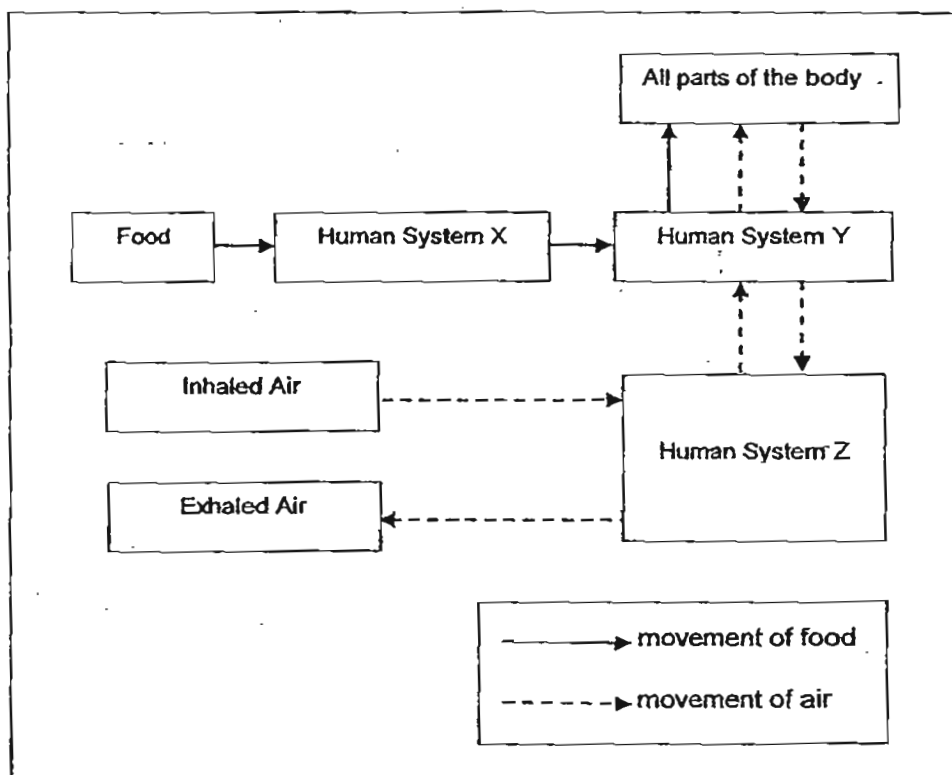 All parts of the body
Food
Human System X
Human System Y
Inhaled Air
Human System Z
Exhaled Air
movement of food
movement of air